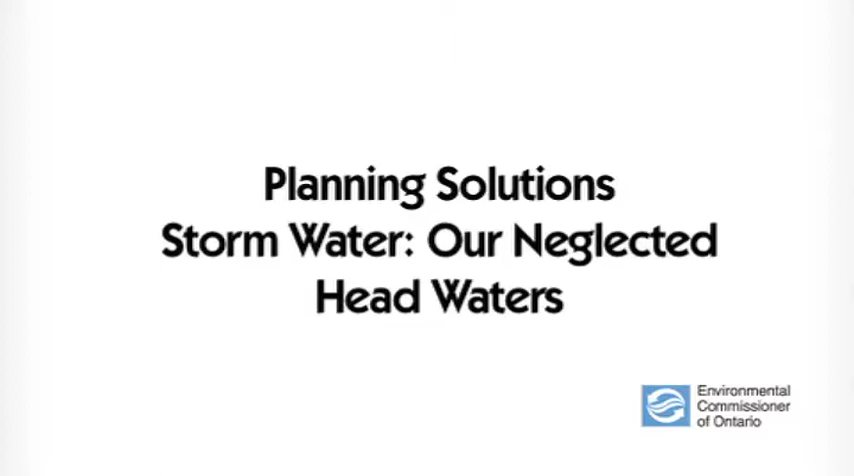 Planning Solutions
Storm Water: Our Neglected
Head Waters
Environmental
Commissioner
of Ontario